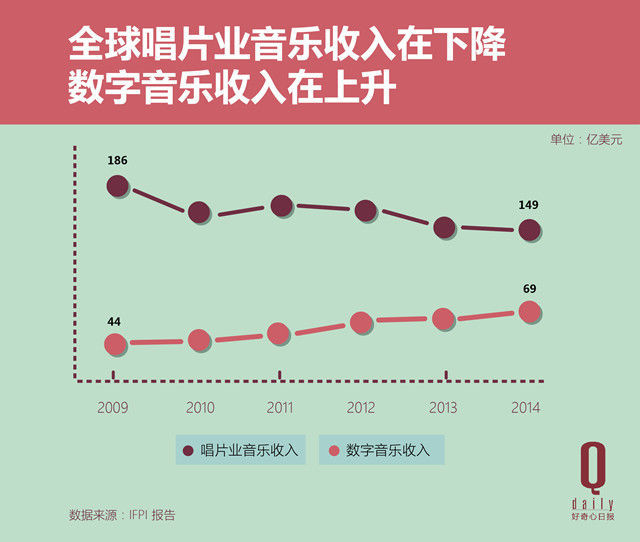 全球唱片业音乐收入在下降
数字音乐收入在上升
单位：亿美元
186
149
44
69
2009 2010 2011 2012 2013 2014
唱片业音乐收入 数字音乐收入
数据来源：IFPI 报告
Q
daily
好奇心日报